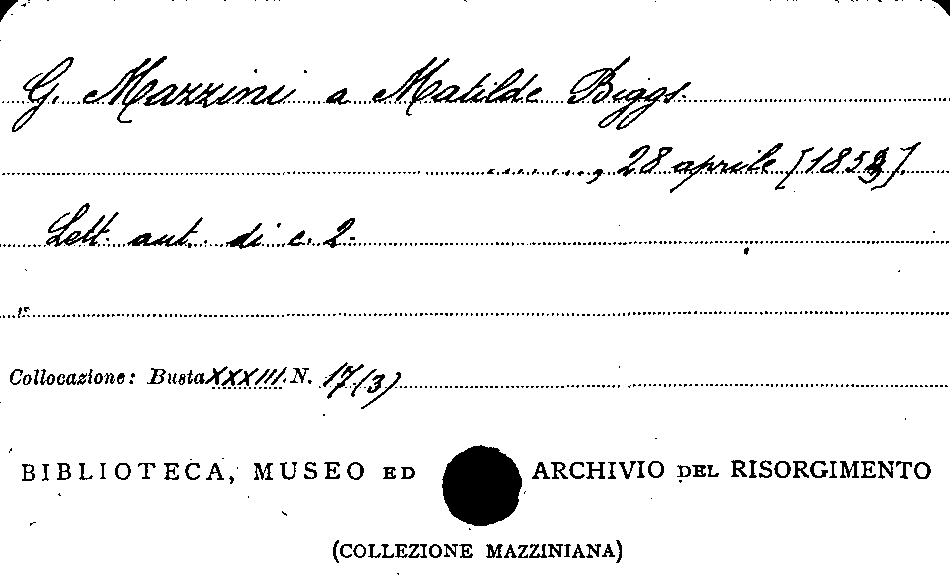 G. Mazzini a Matilde Biggs.
........, 28 aprile [1853].
Lett. aut. di c. 2.
Collocazione: Busta XXXIII. N. 17(3)
BIBLIOTECA, MUSEO ED ARCHIVIO DEL RISORGIMENTO
(COLLEZIONE MAZZINIANA)